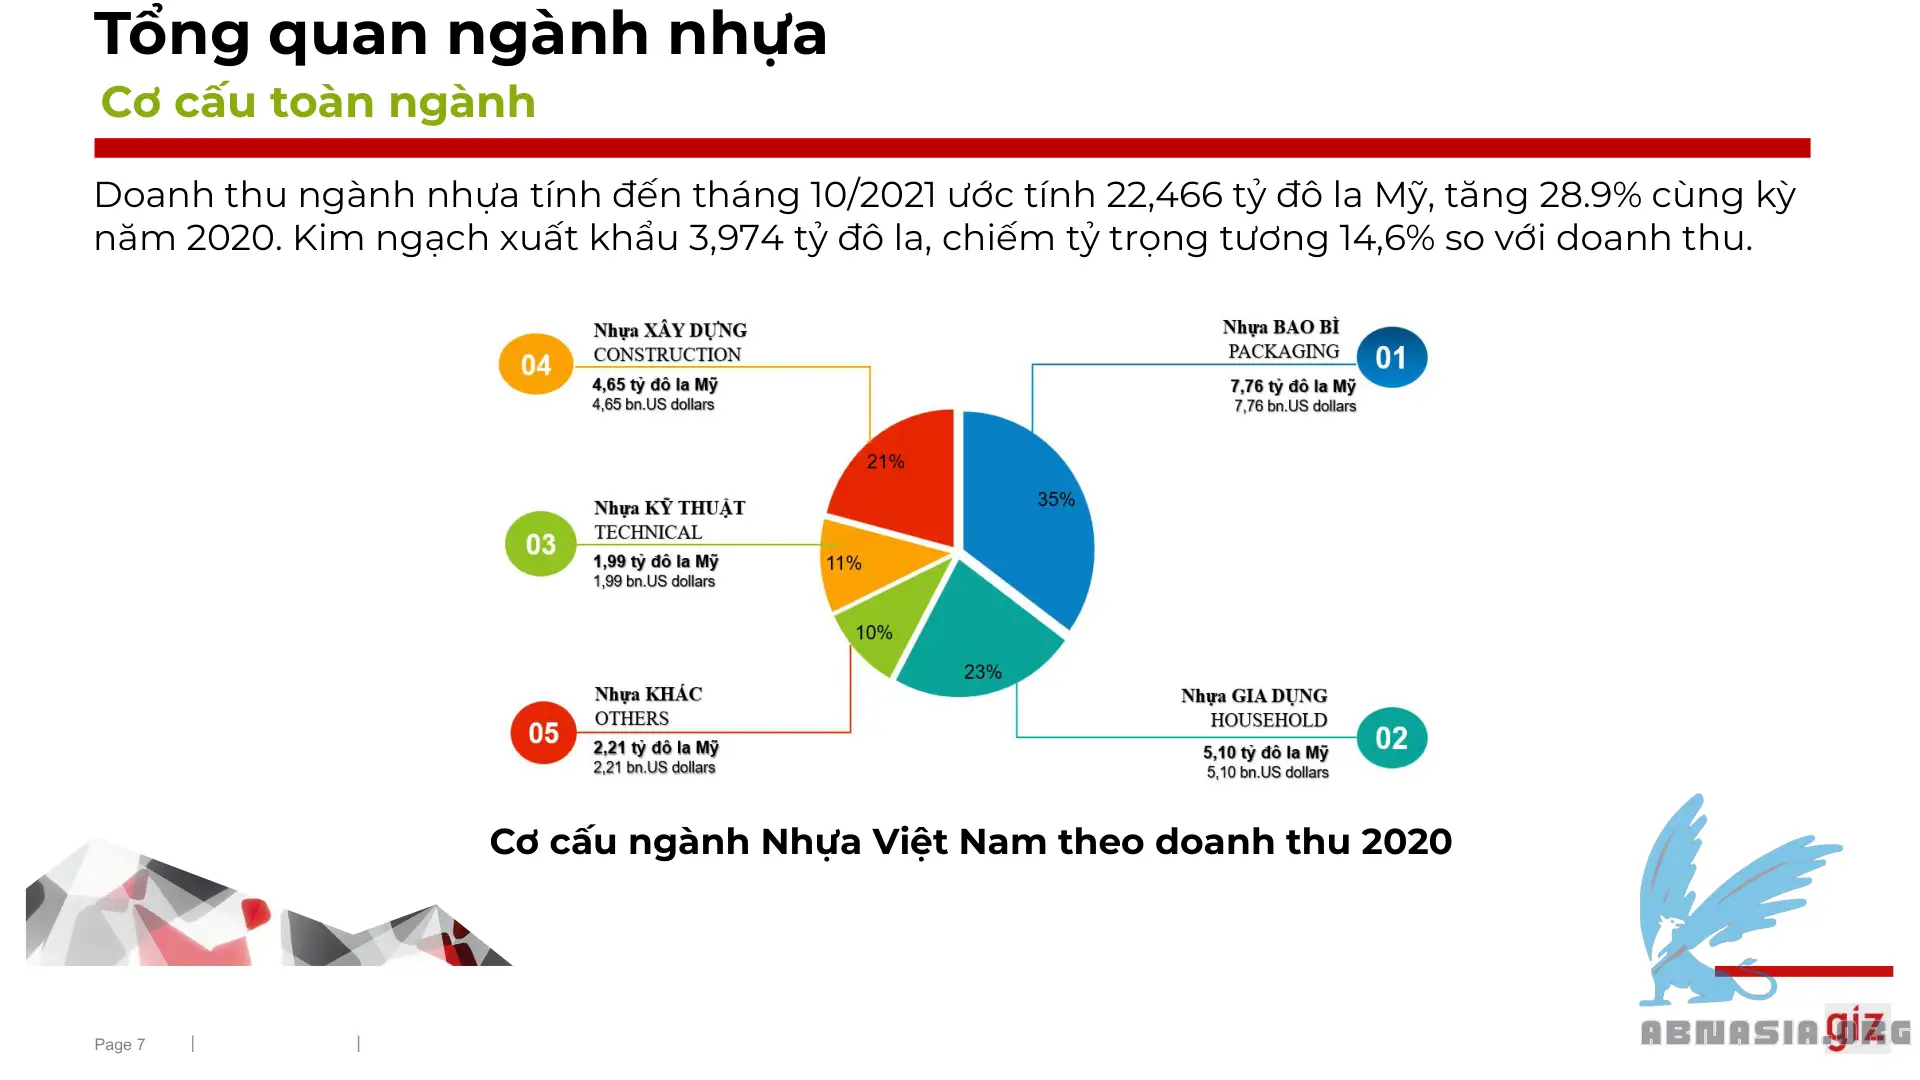 Tổng quan ngành nhựa
Cơ cấu toàn ngành
Doanh thu ngành nhựa tính đến tháng 10/2021 ước tính 22,466 tỷ đô la Mỹ, tăng 28.9% cùng kỳ
năm 2020. Kim ngạch xuất khẩu 3,974 tỷ đô la, chiếm tỷ trọng tương 14,6% so với doanh thu.
04
Nhựa XÂY DỰNG
CONSTRUCTION
4,65 tỷ đô la Mỹ
4,65 bn.US dollars
Nhựa BAO BÌ
PACKAGING
01
7,76 tỷ đô la Mỹ
7,76 bn.US dollars
21%
35%
03
Nhựa KỸ THUẬT
TECHNICAL
1,99 tỷ đô la Mỹ
1,99 bn.US dollars
11%
10%
23%
05
Nhựa KHÁC
OTHERS
2,21 tỷ đô la Mỹ
2,21 bn.US dollars
Nhựa GIA DỤNG
HOUSEHOLD
02
5,10 tỷ đô la Mỹ
5,10 bn.US dollars
Cơ cấu ngành Nhựa Việt Nam theo doanh thu 2020
Page 7
giz
ABNASIA.ORG